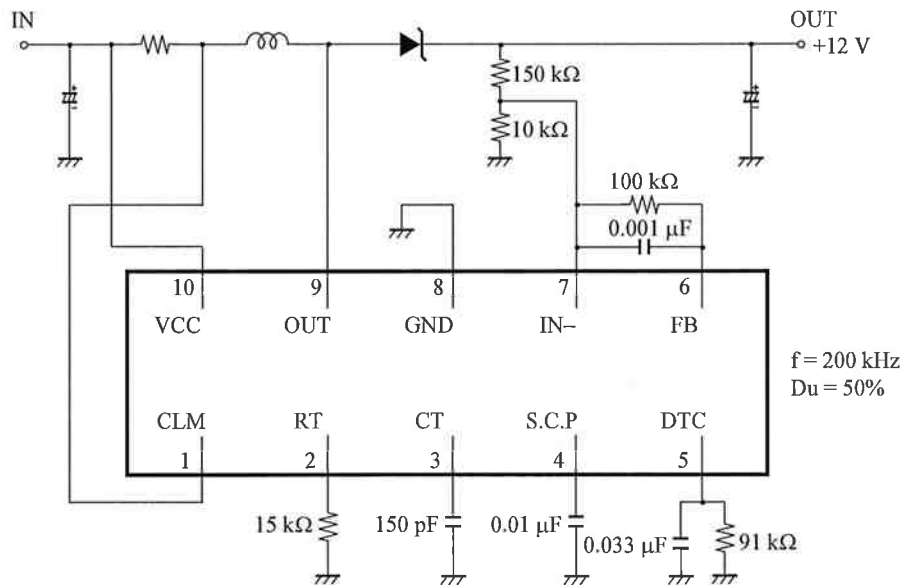 IN
OUT
+12 V
150 kΩ
10 kΩ
100 kΩ
0.001 µF
10
9
8
7
6
VCC
OUT
GND
IN–
FB
f = 200 kHz
Du = 50%
CLM
RT
CT
S.C.P
DTC
1
2
3
4
5
15 kΩ
150 pF
0.01 µF
0.033 µF
91 kΩ